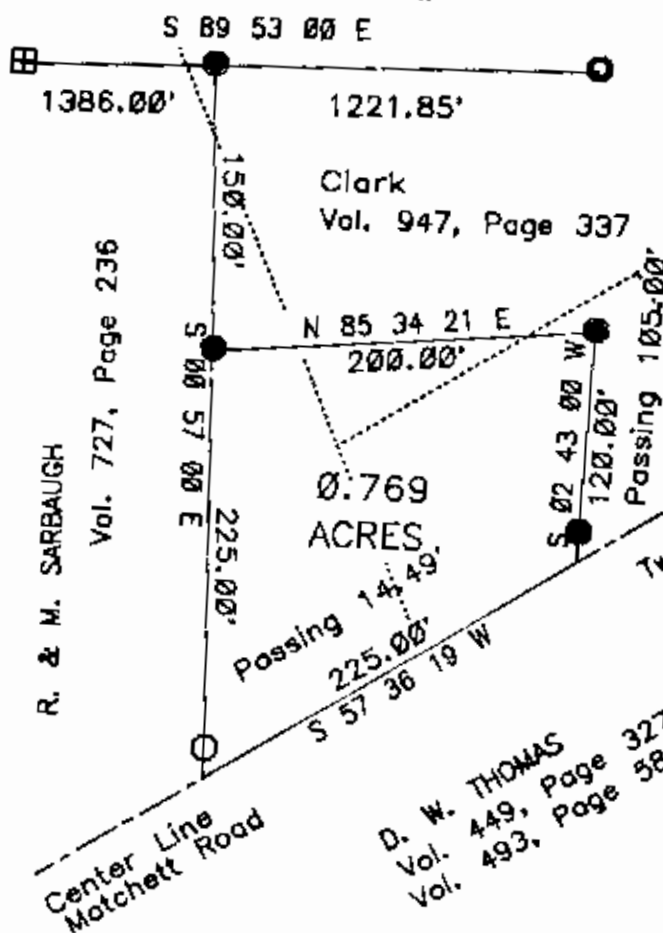 S 89 53 00 E
1386.00'
1221.85'
150.00'
Clark
Vol. 947, Page 337
R. & M. SARBAUGH
Vol. 727, Page 236
N 85 34 21 E
200.00'
S 00 57 00 E
225.00'
S 02 43 00 W
120.00'
Passing 105.00'
0.769
ACRES
Passing 14.49'
225.00'
S 57 36 19 W
Center Line
Matchett Road
D. W. THOMAS
Vol. 449, Page 327
Vol. 493, Page 58